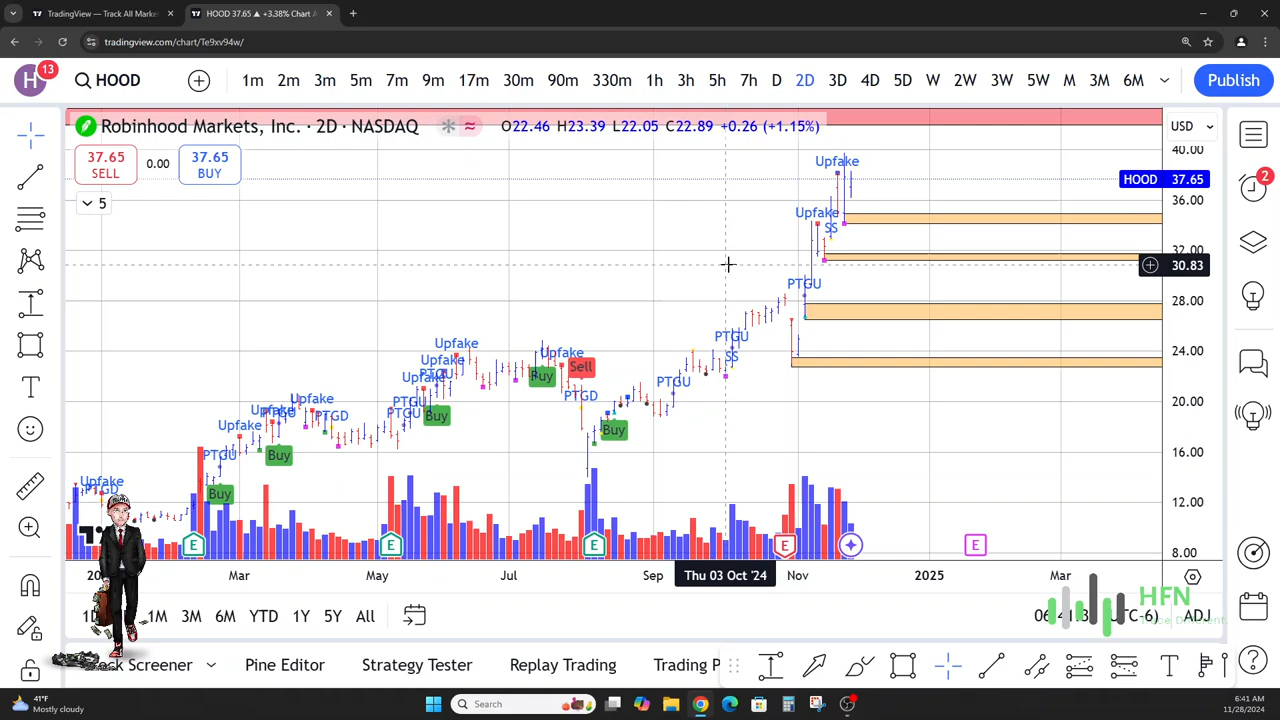 TradingView — Track All Market
HOOD 37.65 ▲ +3.38% Chart A
tradingview.com/chart/Te9xv94w/
H
13
HOOD
1m 2m 3m 5m 7m 9m 17m 30m 90m 330m 1h 3h 5h 7h D 2D 3D 4D 5D W 2W 3W 5W M 3M 6M
Publish
Robinhood Markets, Inc. · 2D · NASDAQ
O22.46 H23.39 L22.05 C22.89 +0.26 (+1.15%)
USD
37.65
SELL
0.00
37.65
BUY
5
2
40.00
HOOD 37.65
36.00
32.00
30.83
28.00
24.00
20.00
16.00
12.00
8.00
Upfake
Upfake
SS
PTGU
PTGU
SS
Upfake
Upfake
Upfake
Sell
Buy
PTGD
PTGU
Upfake
PTGU
PTGU
PTGU
Buy
Buy
Upfake
Upfake
PTGD
Upfake
PTGU
Buy
PTGU
Buy
Upfake
PTGD
E
E
E
E
E
Mar
May
Jul
Sep
Thu 03 Oct '24
Nov
2025
Mar
1M 3M 6M YTD 1Y 5Y All
ADJ
HFN
Pine Editor
Strategy Tester
Replay Trading
41°F
Mostly cloudy
Search
6:41 AM
11/28/2024